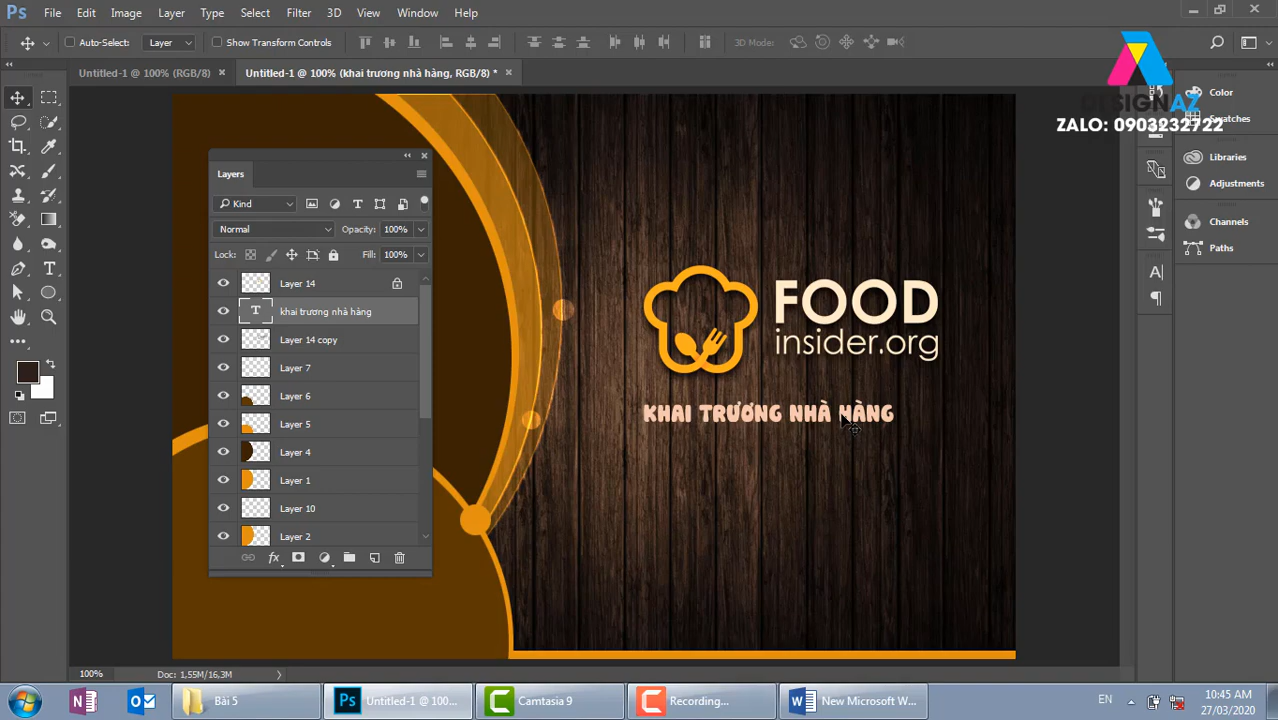 Ps File Edit Image Layer Type Select Filter 3D View Window Help
Auto-Select: Layer Show Transform Controls 3D Mode:
Untitled-1 @ 100% (RGB/8) × Untitled-1 @ 100% (khai trương nhà hàng, RGB/8) * ×
DESIGNAZ
ZALO: 0903232722
Color
Swatches
Libraries
Adjustments
Channels
Paths
Layers
Kind
Normal Opacity: 100%
Lock: Fill: 100%
Layer 14
khai trương nhà hàng
Layer 14 copy
Layer 7
Layer 6
Layer 5
Layer 4
Layer 1
Layer 10
Layer 2
FOOD
insider.org
KHAI TRƯƠNG NHÀ HÀNG
100% Doc: 1,55M/16,3M
Bài 5 Untitled-1 @ 100... Camtasia 9 Recording... New Microsoft W... EN 10:45 AM
27/03/2020